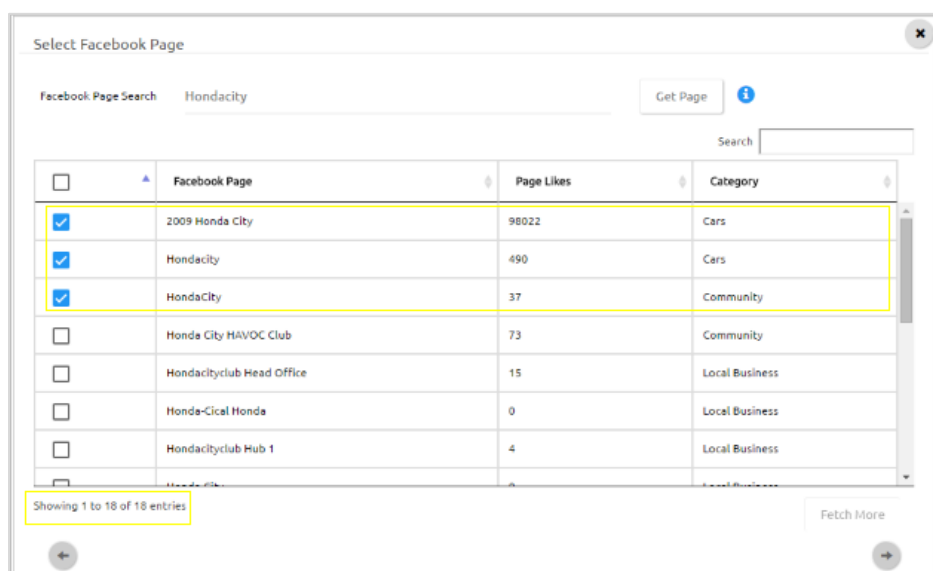 Select Facebook Page
Facebook Page Search Hondacity Get Page
Search
Facebook Page Page Likes Category
2009 Honda City 98022 Cars
Hondacity 490 Cars
HondaCity 37 Community
Honda City HAVOC Club 73 Community
Hondacityclub Head Office 15 Local Business
Honda-Cical Honda 0 Local Business
Hondacityclub Hub 1 4 Local Business
Showing 1 to 18 of 18 entries
Fetch More